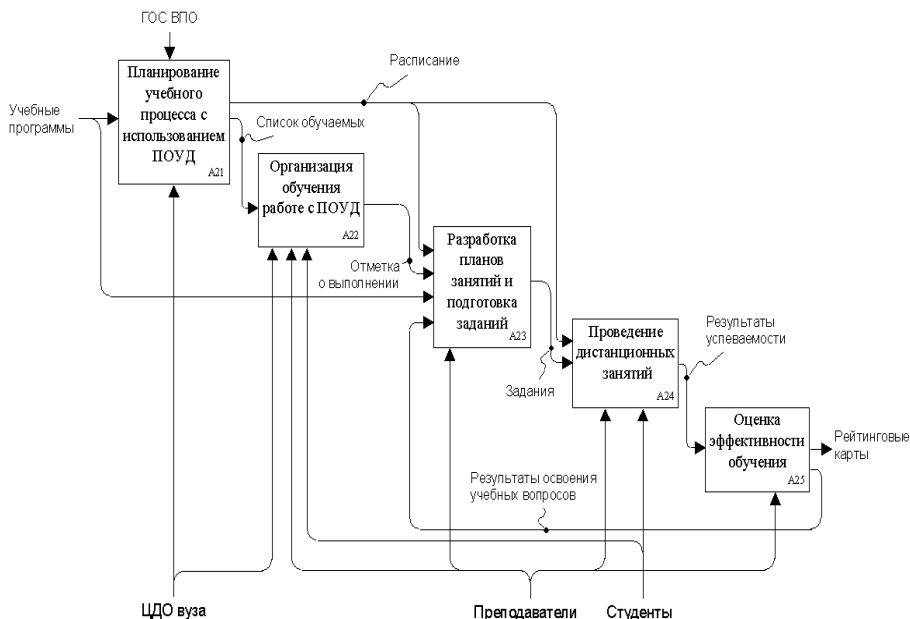 ГОС ВПО
Расписание
Планирование
учебного
процесса с
использованием
ПОУД
A21
Учебные
программы
Список обучаемых
Организация
обучения
работе с ПОУД
A22
Отметка
о выполнении
Разработка
планов
занятий и
подготовка
заданий
A23
Задания
Проведение
дистанционных
занятий
A24
Результаты
успеваемости
Оценка
эффективности
обучения
A25
Рейтинговые
карты
Результаты освоения
учебных вопросов
ЦДО вуза
Преподаватели
Студенты